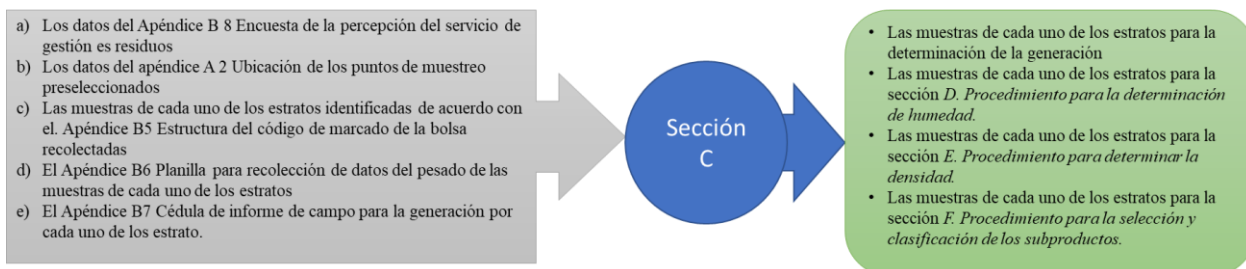 a) Los datos del Apéndice B 8 Encuesta de la percepción del servicio de
gestión es residuos
b) Los datos del apéndice A 2 Ubicación de los puntos de muestreo
preseleccionados
c) Las muestras de cada uno de los estratos identificadas de acuerdo con
el. Apéndice B5 Estructura del código de marcado de la bolsa
recolectadas
d) El Apéndice B6 Planilla para recolección de datos del pesado de las
muestras de cada uno de los estratos
e) El Apéndice B7 Cédula de informe de campo para la generación por
cada uno de los estrato.
Sección
C
• Las muestras de cada uno de los estratos para la
determinación de la generación
• Las muestras de cada uno de los estratos para la
sección D. Procedimiento para la determinación
de humedad.
• Las muestras de cada uno de los estratos para la
sección E. Procedimiento para determinar la
densidad.
• Las muestras de cada uno de los estratos para la
sección F. Procedimiento para la selección y
clasificación de los subproductos.